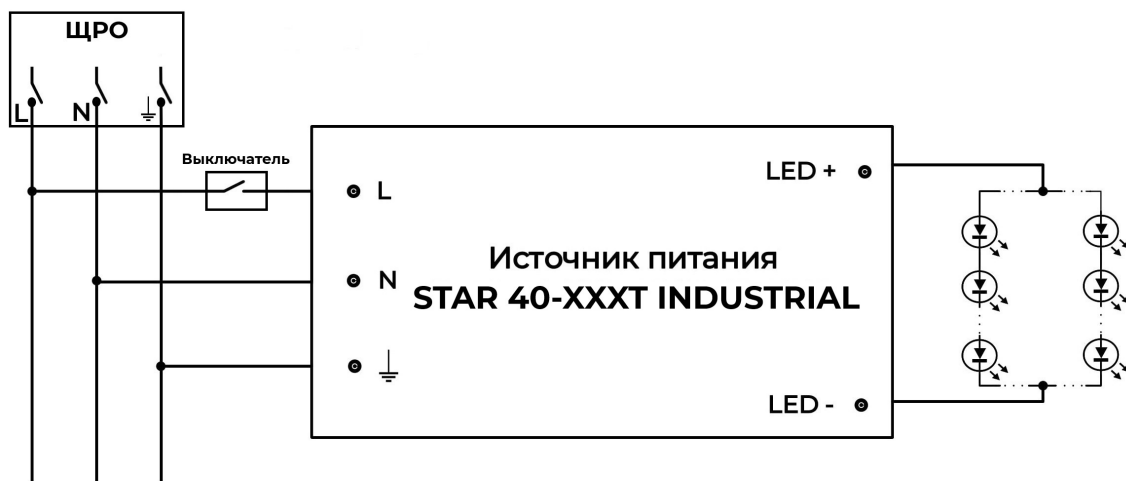 ЩРО
L
N
Выключатель
L
LED +
N
Источник питания
STAR 40-XXXT INDUSTRIAL
LED -